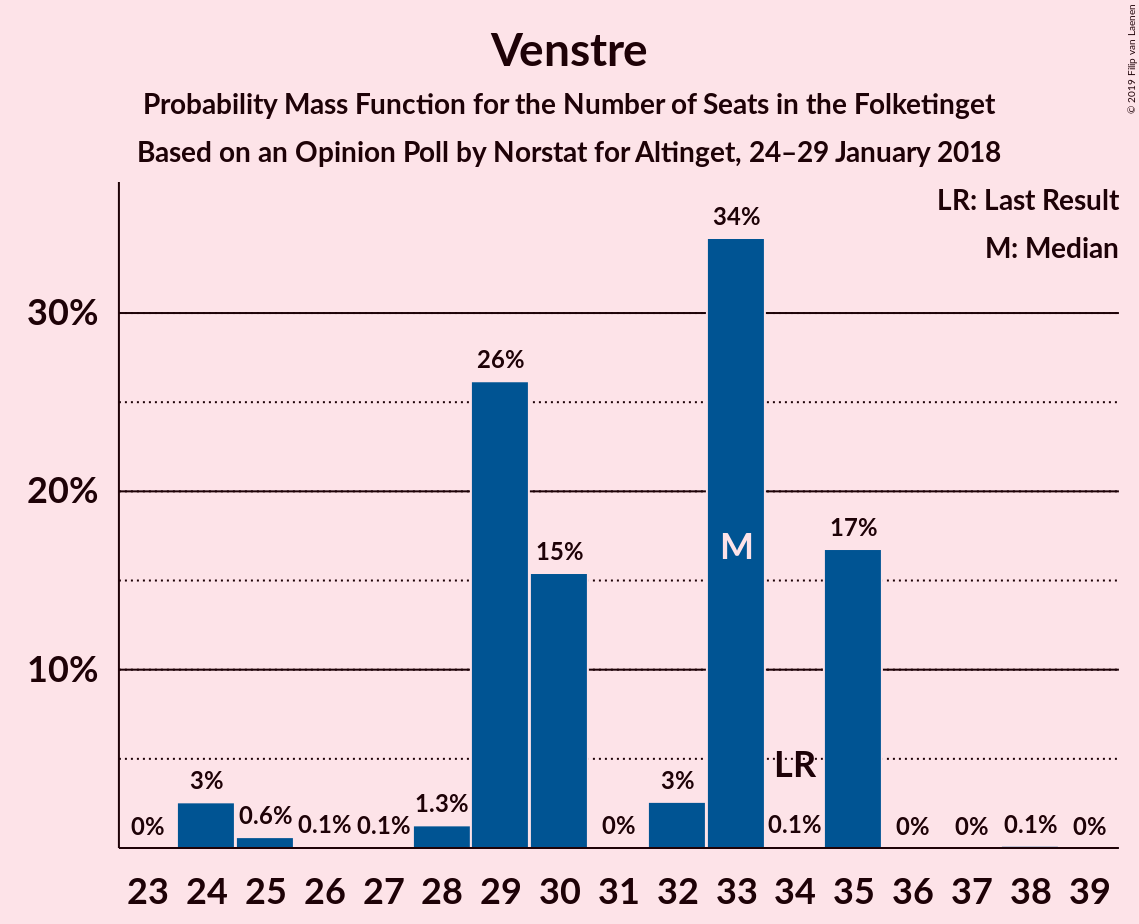 Venstre
Probability Mass Function for the Number of Seats in the Folketinget
Based on an Opinion Poll by Norstat for Altinget, 24–29 January 2018
© 2019 Filip van Laenen
LR: Last Result
M: Median
34%
30%
26%
20%
17%
15%
M
10%
LR
3%
3%
1.3%
0.6%
0%
0.1%
0.1%
0%
0.1%
0%
0%
0.1%
0%
23 24 25 26 27 28 29 30 31 32 33 34 35 36 37 38 39